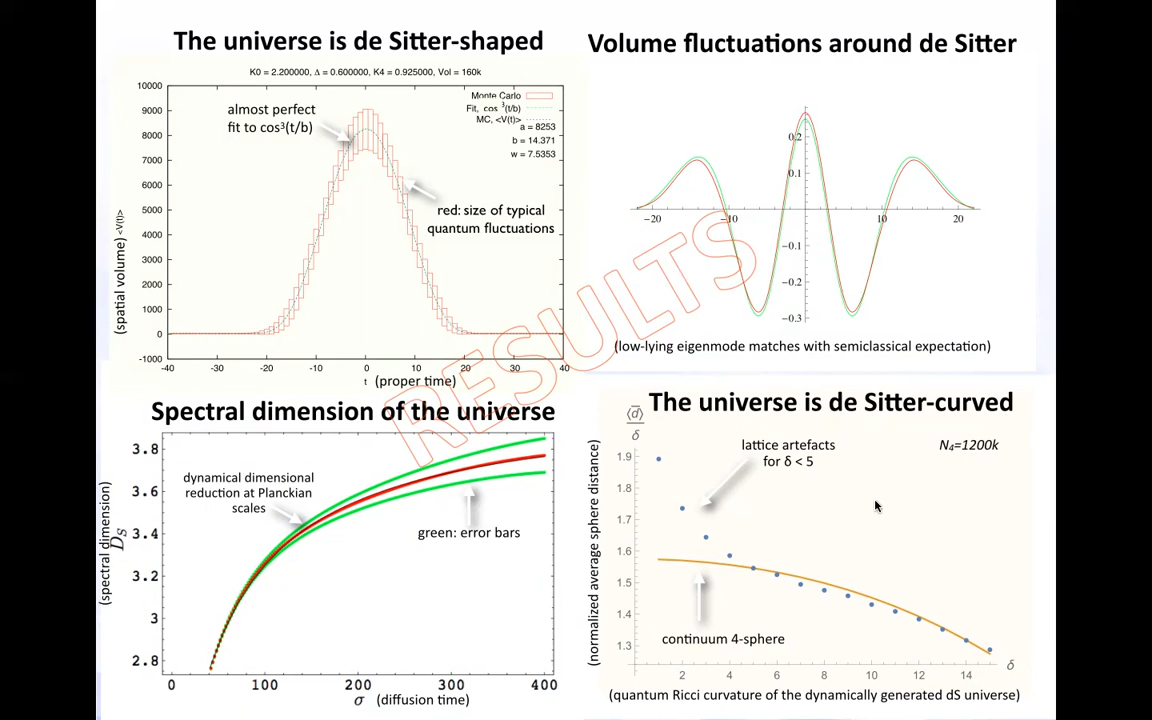 The universe is de Sitter-shaped
K0 = 2.200000, Δ = 0.600000, K4 = 0.925000, Vol = 160k
10000
9000
8000
7000
6000
5000
4000
3000
2000
1000
0
-1000
-40
-30
-20
-10
0
10
20
30
40
almost perfect
fit to cos³(t/b)
Monte Carlo
Fit, cos ³(t/b)
MC, <V(t)>
a = 8253
b = 14.371
w = 7.5353
red: size of typical
quantum fluctuations
(spatial volume) <V(t)>
t (proper time)
Volume fluctuations around de Sitter
0.2
0.1
-0.1
-0.2
-0.3
-20
-10
10
20
(low-lying eigenmode matches with semiclassical expectation)
RESULTS
Spectral dimension of the universe
3.8
3.6
3.4
3.2
3
2.8
0
100
200
300
400
dynamical dimensional
reduction at Planckian
scales
green: error bars
(spectral dimension)
D_S
σ (diffusion time)
The universe is de Sitter-curved
⟨d̄⟩
δ
lattice artefacts
for δ < 5
N₄=1200k
1.9
1.8
1.7
1.6
1.5
1.4
1.3
continuum 4-sphere
2
4
6
8
10
12
14
δ
(normalized average sphere distance)
(quantum Ricci curvature of the dynamically generated dS universe)